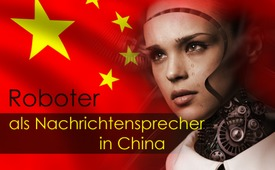 Roboter
als Nachrichtensprecher
in China